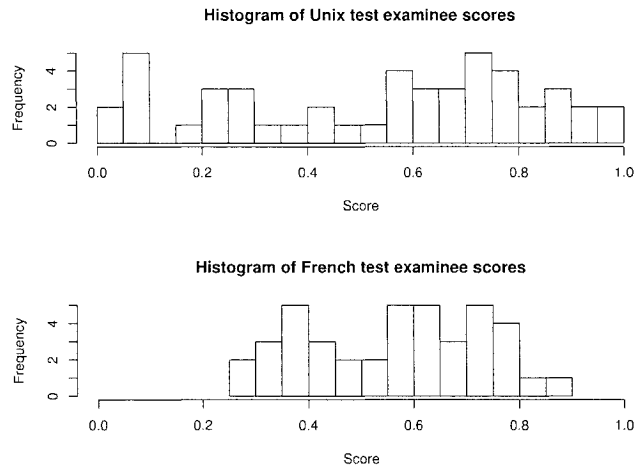 Histogram of Unix test examinee scores
Frequency
0 2 4
0.0 0.2 0.4 0.6 0.8 1.0
Score
Histogram of French test examinee scores
Frequency
0 2 4
0.0 0.2 0.4 0.6 0.8 1.0
Score